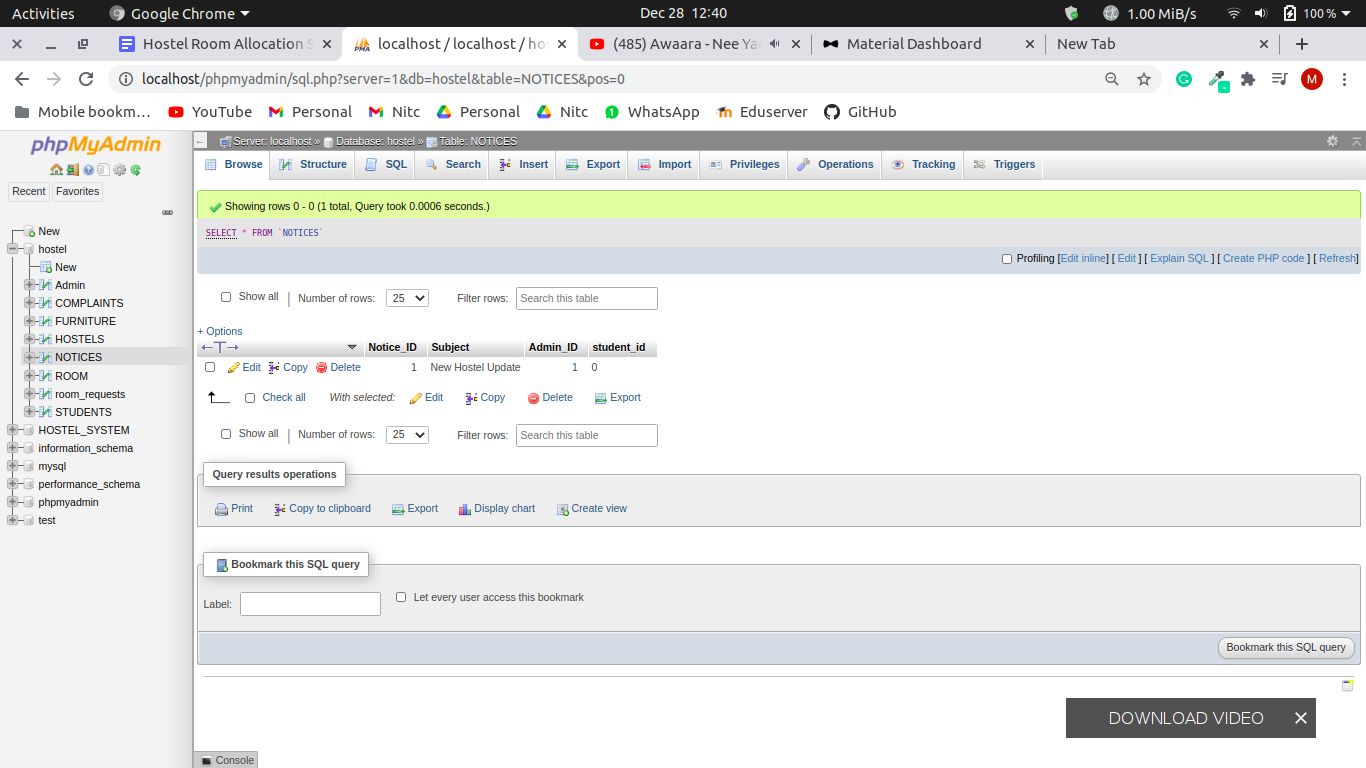 Activities Google Chrome Dec 28 12:40 1.00 MiB/s 100 %
Hostel Room Allocation S localhost / localhost / ho (485) Awaara - Nee Ya Material Dashboard New Tab
localhost/phpmyadmin/sql.php?server=1&db=hostel&table=NOTICES&pos=0 M
Mobile bookm... YouTube Personal Nitc Personal Nitc WhatsApp Eduserver GitHub
phpMyAdmin
Recent Favorites
New
hostel
New
Admin
COMPLAINTS
FURNITURE
HOSTELS
NOTICES
ROOM
room_requests
STUDENTS
HOSTEL_SYSTEM
information_schema
mysql
performance_schema
phpmyadmin
test
Server: localhost » Database: hostel » Table: NOTICES
Browse Structure SQL Search Insert Export Import Privileges Operations Tracking Triggers
Showing rows 0 - 0 (1 total, Query took 0.0006 seconds.)
SELECT * FROM `NOTICES`
Profiling [Edit inline] [ Edit ] [ Explain SQL ] [ Create PHP code ] [ Refresh]
Show all Number of rows: 25 Filter rows: Search this table
+ Options
Notice_ID Subject Admin_ID student_id
Edit Copy Delete 1 New Hostel Update 1 0
Check all With selected: Edit Copy Delete Export
Show all Number of rows: 25 Filter rows: Search this table
Query results operations
Print Copy to clipboard Export Display chart Create view
Bookmark this SQL query
Label: Let every user access this bookmark
Bookmark this SQL query
DOWNLOAD VIDEO
Console